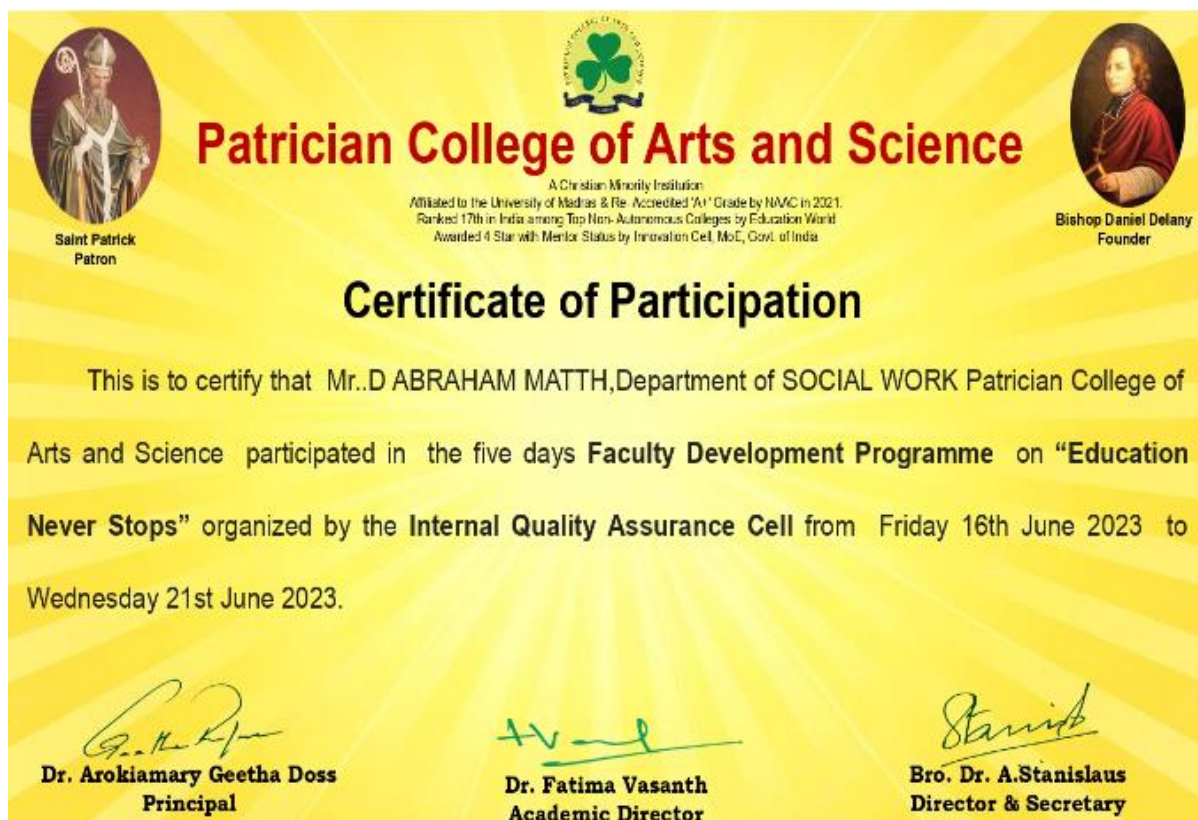 Patrician College of Arts and Science
A Christian Minority Institution
Affiliated to the University of Madras & Re- Accredited 'A+' Grade by NAAC in 2021.
Ranked 17th in India among Top Non- Autonomous Colleges by Education World
Awarded 4 Star with Mentor Status by Innovation Cell, MoE, Govt. of India
Saint Patrick
Patron
Bishop Daniel Delany
Founder
Certificate of Participation
This is to certify that Mr..D ABRAHAM MATTH,Department of SOCIAL WORK Patrician College of
Arts and Science participated in the five days Faculty Development Programme on “Education
Never Stops” organized by the Internal Quality Assurance Cell from Friday 16th June 2023 to
Wednesday 21st June 2023.
Dr. Arokiamary Geetha Doss
Principal
Dr. Fatima Vasanth
Academic Director
Bro. Dr. A.Stanislaus
Director & Secretary